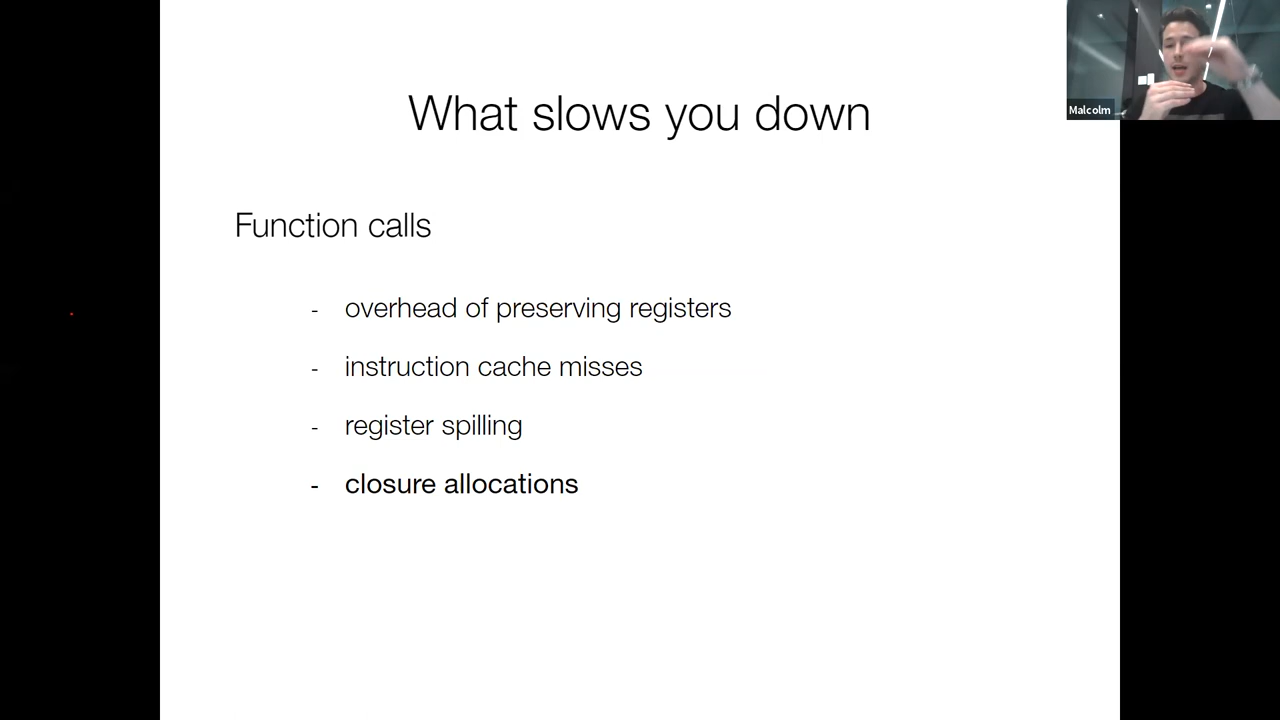 What slows you down
Malcolm
Function calls
- overhead of preserving registers
- instruction cache misses
- register spilling
- closure allocations